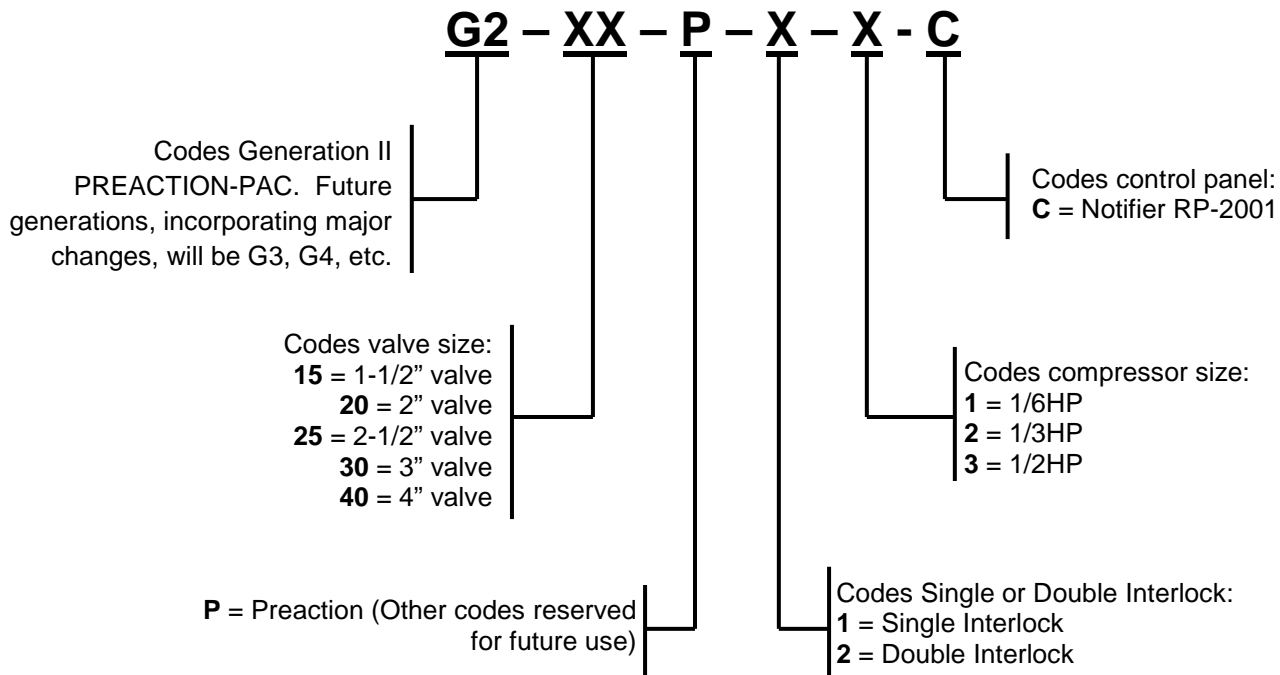 G2 – XX – P – X – X - C
Codes Generation II
PREACTION-PAC. Future
generations, incorporating major
changes, will be G3, G4, etc.
Codes control panel:
C = Notifier RP-2001
Codes valve size:
15 = 1-1/2” valve
20 = 2” valve
25 = 2-1/2” valve
30 = 3” valve
40 = 4” valve
Codes compressor size:
1 = 1/6HP
2 = 1/3HP
3 = 1/2HP
P = Preaction (Other codes reserved
for future use)
Codes Single or Double Interlock:
1 = Single Interlock
2 = Double Interlock